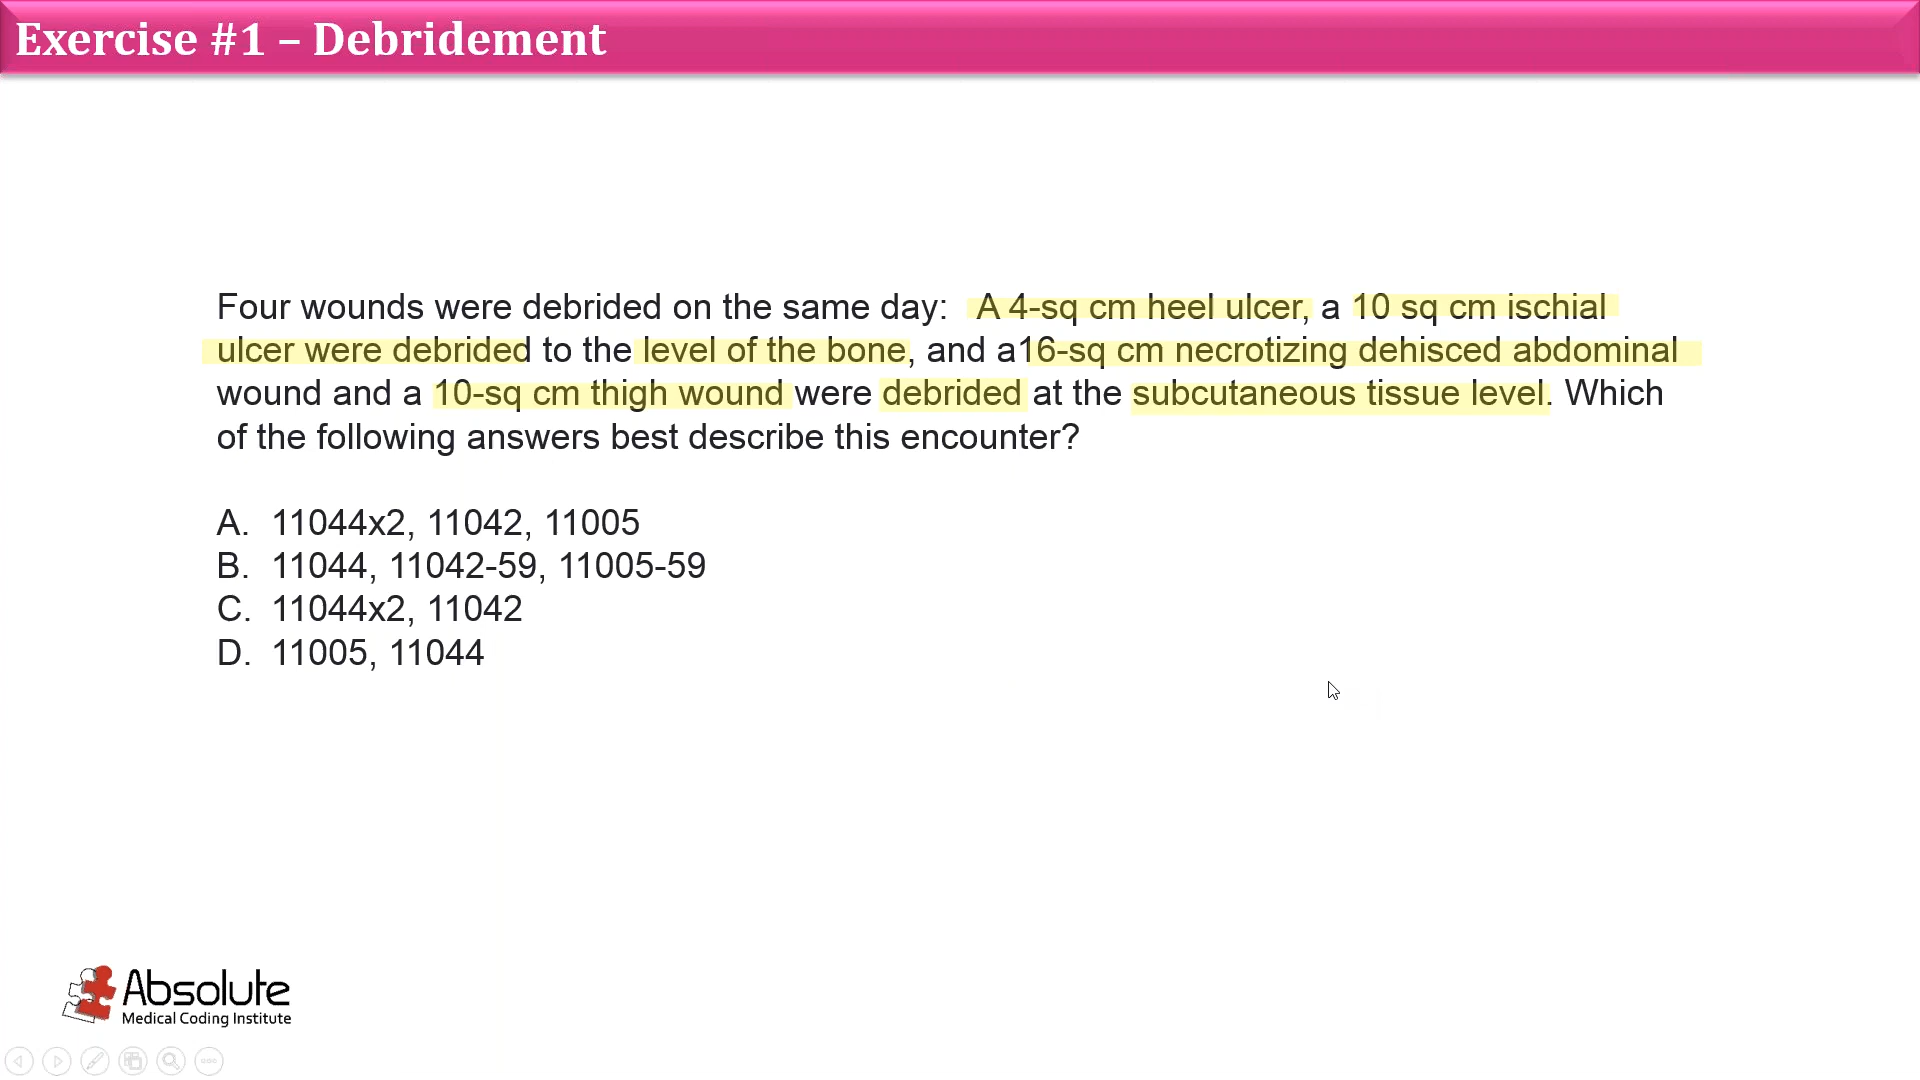 Exercise #1 – Debridement
Four wounds were debrided on the same day: A 4-sq cm heel ulcer, a 10 sq cm ischial
ulcer were debrided to the level of the bone, and a16-sq cm necrotizing dehisced abdominal
wound and a 10-sq cm thigh wound were debrided at the subcutaneous tissue level. Which
of the following answers best describe this encounter?
A. 11044x2, 11042, 11005
B. 11044, 11042-59, 11005-59
C. 11044x2, 11042
D. 11005, 11044
Absolute
Medical Coding Institute